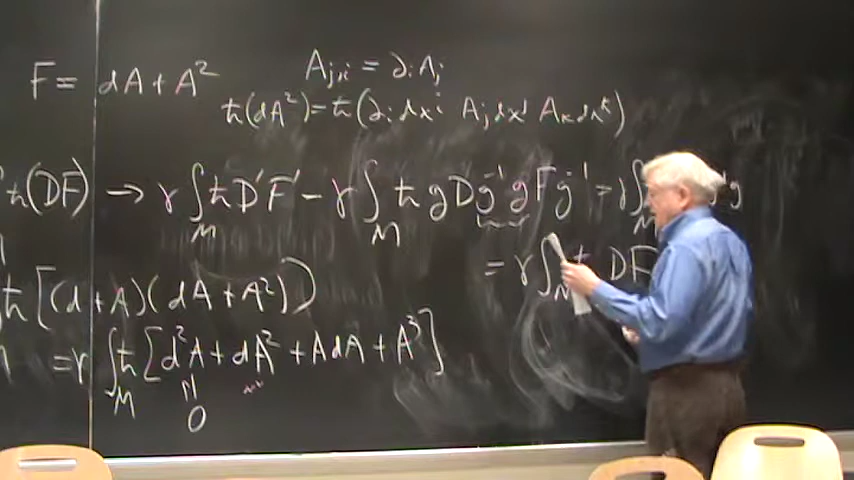 F = dA + A²
A_{j,i} = ∂_i A_j
tr(dA²) = tr(∂_i dx^i A_j dx^j A_k dx^k)
tr(DF) → γ ∫_M tr D'F' - γ ∫_M tr g D g⁻¹ g F g⁻¹ = γ ∫_M g
= γ ∫_M tr DF
tr[(d + A)(dA + A²)]
= γ ∫_M tr[d²A + dA² + A dA + A³]
0